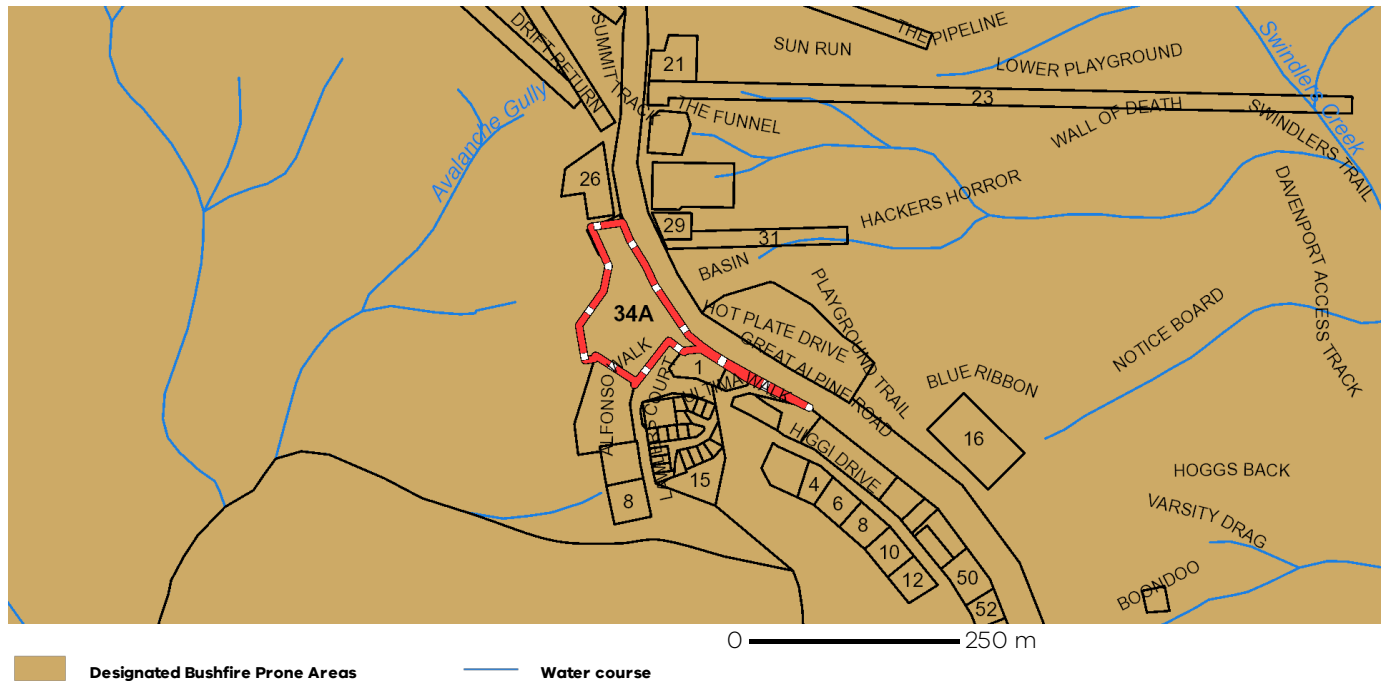 THE PIPELINE
SUN RUN
DRIFT RETURN
SUMMIT TRACK
Swindlers Creek
LOWER PLAYGROUND
21
23
Avalanche Gully
THE FUNNEL
WALL OF DEATH
SWINDLERS TRAIL
26
HACKERS HORROR
DAVENPORT ACCESS TRACK
29
31
BASIN
PLAYGROUND TRAIL
34A
HOT PLATE DRIVE
NOTICE BOARD
GREAT ALPINE ROAD
ALFONSO WALK
1
ULTIMA WALK
BLUE RIBBON
COURT
16
HIGGI DRIVE
HOGGS BACK
15
4
6
8
8
VARSITY DRAG
10
12
50
BOONDOO
52
0 250 m
Designated Bushfire Prone Areas
Water course